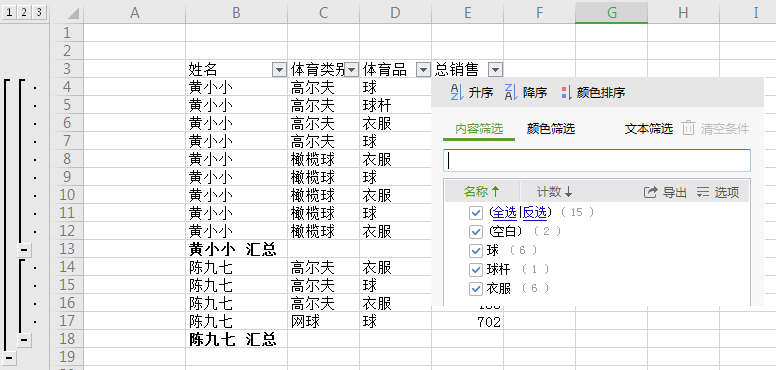 1 2 3 A B C D E F G H I
1
2
3 姓名 体育类别 体育品 总销售
4 黄小小 高尔夫 球
5 黄小小 高尔夫 球杆
6 黄小小 高尔夫 衣服
7 黄小小 高尔夫 球
8 黄小小 橄榄球 衣服
9 黄小小 橄榄球 球
10 黄小小 橄榄球 衣服
11 黄小小 橄榄球 球
12 黄小小 橄榄球 衣服
13 黄小小 汇总
14 陈九七 高尔夫 衣服
15 陈九七 高尔夫 球
16 陈九七 高尔夫 衣服
17 陈九七 网球 球 702
18 陈九七 汇总
19
升序 降序 颜色排序
内容筛选 颜色筛选 文本筛选 清空条件
名称 计数 导出 选项
(全选|反选) ( 15 )
(空白) ( 2 )
球 ( 6 )
球杆 ( 1 )
衣服 ( 6 )